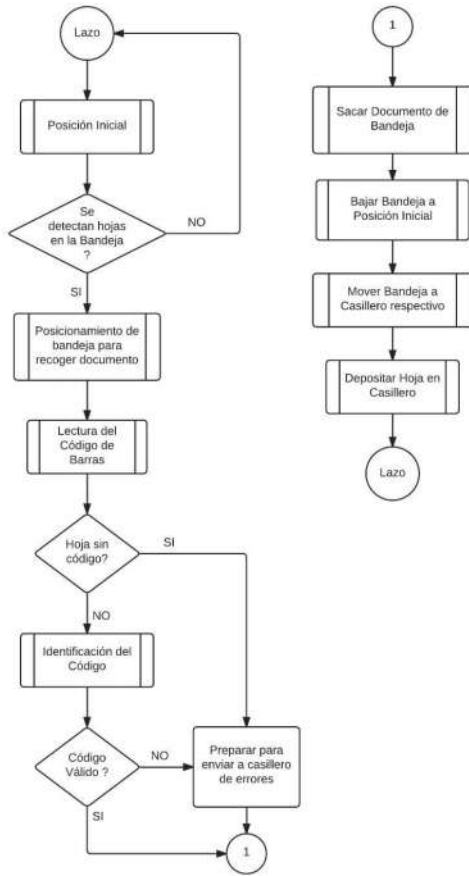 Lazo
Posición Inicial
Se
detectan hojas
en la Bandeja
?
NO
SI
Posicionamiento de
bandeja para
recoger documento
Lectura del
Código de
Barras
Hoja sin
código?
SI
NO
Identificación del
Código
Código
Válido ?
NO
SI
Preparar para
enviar a casillero
de errores
1
1
Sacar Documento de
Bandeja
Bajar Bandeja a
Posición Inicial
Mover Bandeja a
Casillero respectivo
Depositar Hoja en
Casillero
Lazo